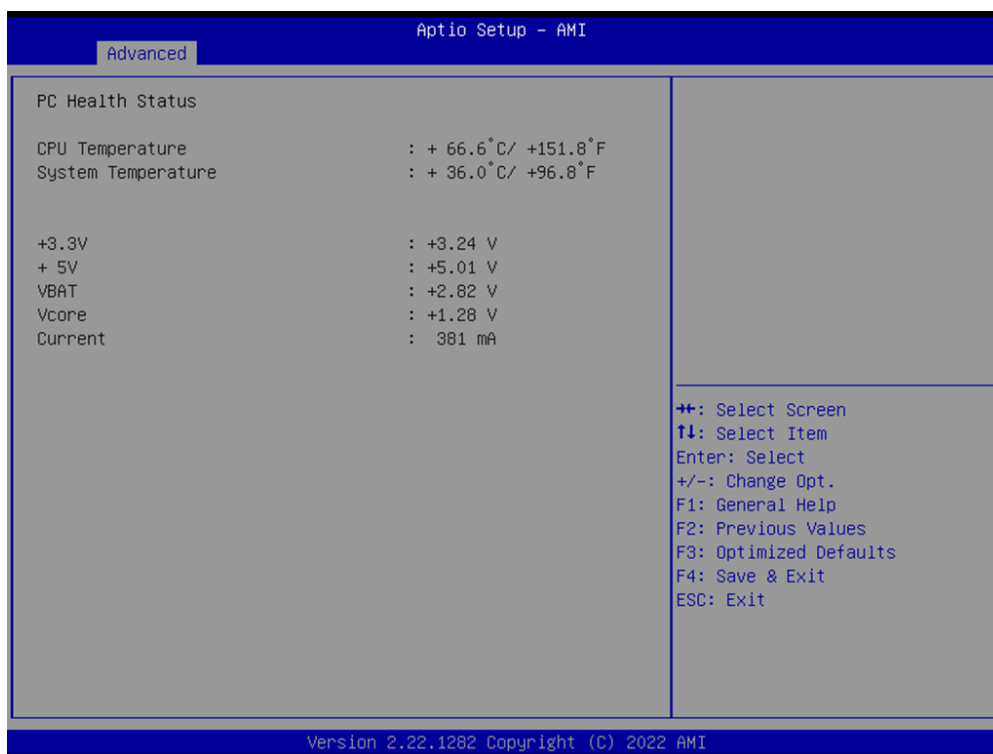 Aptio Setup - AMI
Advanced
PC Health Status
CPU Temperature : + 66.6°C/ +151.8°F
System Temperature : + 36.0°C/ +96.8°F
+3.3V : +3.24 V
+ 5V : +5.01 V
VBAT : +2.82 V
Vcore : +1.28 V
Current : 381 mA
→←: Select Screen
↑↓: Select Item
Enter: Select
+/-: Change Opt.
F1: General Help
F2: Previous Values
F3: Optimized Defaults
F4: Save & Exit
ESC: Exit
Version 2.22.1282 Copyright (C) 2022 AMI